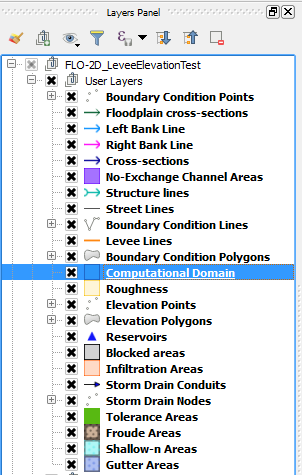 Layers Panel
FLO-2D_LeveeElevationTest
User Layers
Boundary Condition Points
Floodplain cross-sections
Left Bank Line
Right Bank Line
Cross-sections
No-Exchange Channel Areas
Structure lines
Street Lines
Boundary Condition Lines
Levee Lines
Boundary Condition Polygons
Computational Domain
Roughness
Elevation Points
Elevation Polygons
Reservoirs
Blocked areas
Infiltration Areas
Storm Drain Conduits
Storm Drain Nodes
Tolerance Areas
Froude Areas
Shallow-n Areas
Gutter Areas